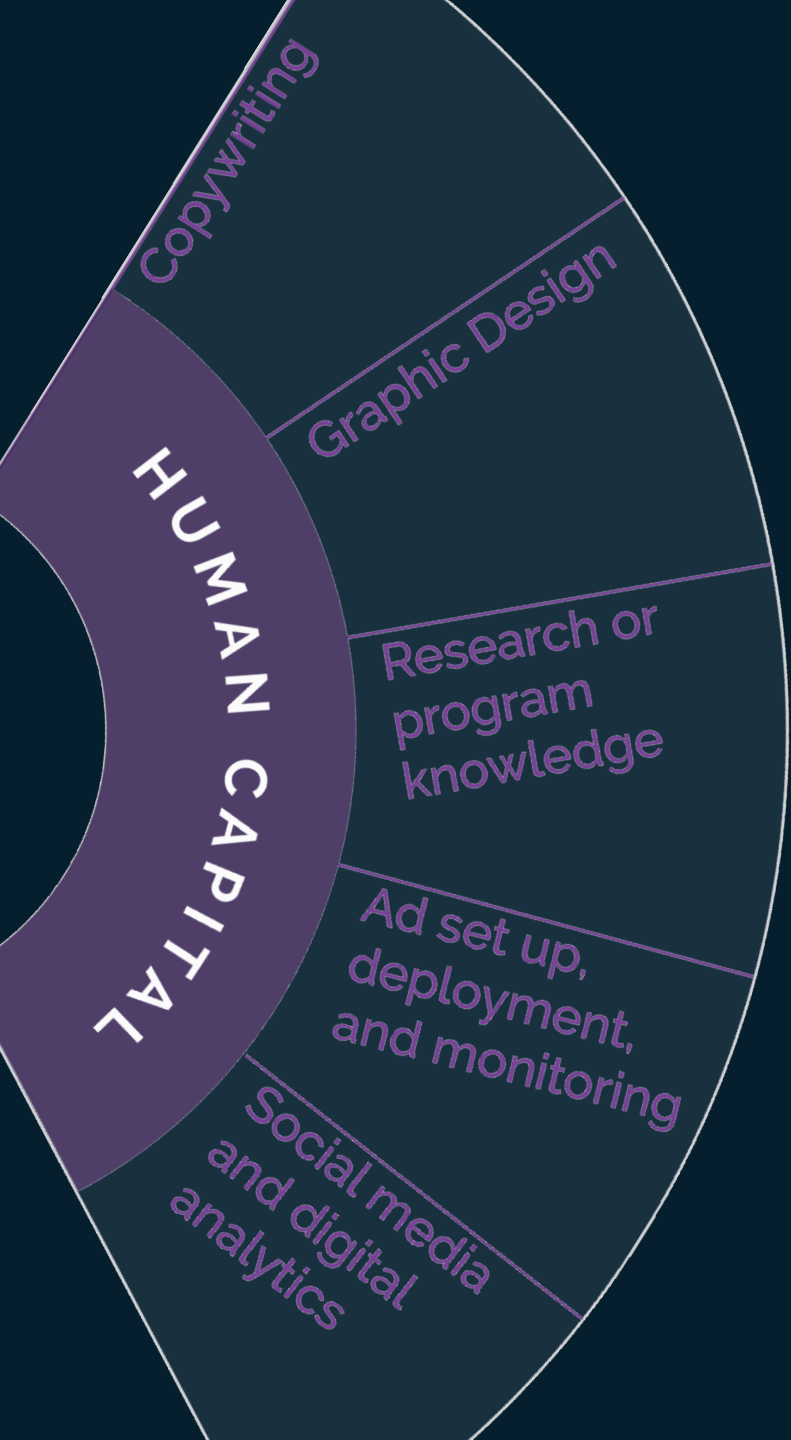 Copywriting
Graphic Design
HUMAN CAPITAL
Research or
program
knowledge
Ad set up,
deployment,
and monitoring
Social media
and digital
analytics